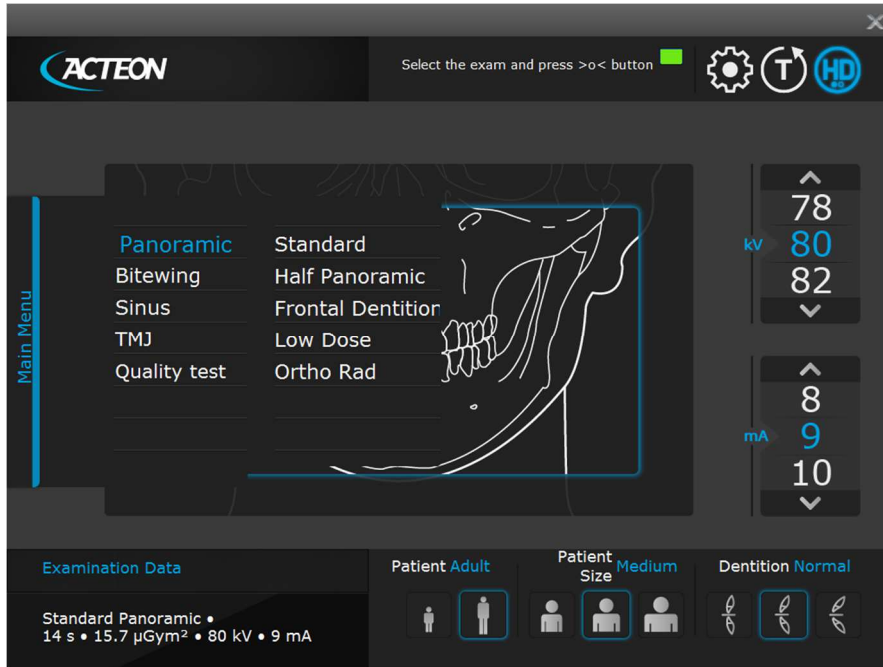 ACTEON
Select the exam and press >o< button
T
HD
Main Menu
Panoramic
Bitewing
Sinus
TMJ
Quality test
Standard
Half Panoramic
Frontal Dentition
Low Dose
Ortho Rad
kV
78
80
82
mA
8
9
10
Examination Data
Standard Panoramic •
14 s • 15.7 µGym² • 80 kV • 9 mA
Patient Adult
Patient
Size Medium
Dentition Normal